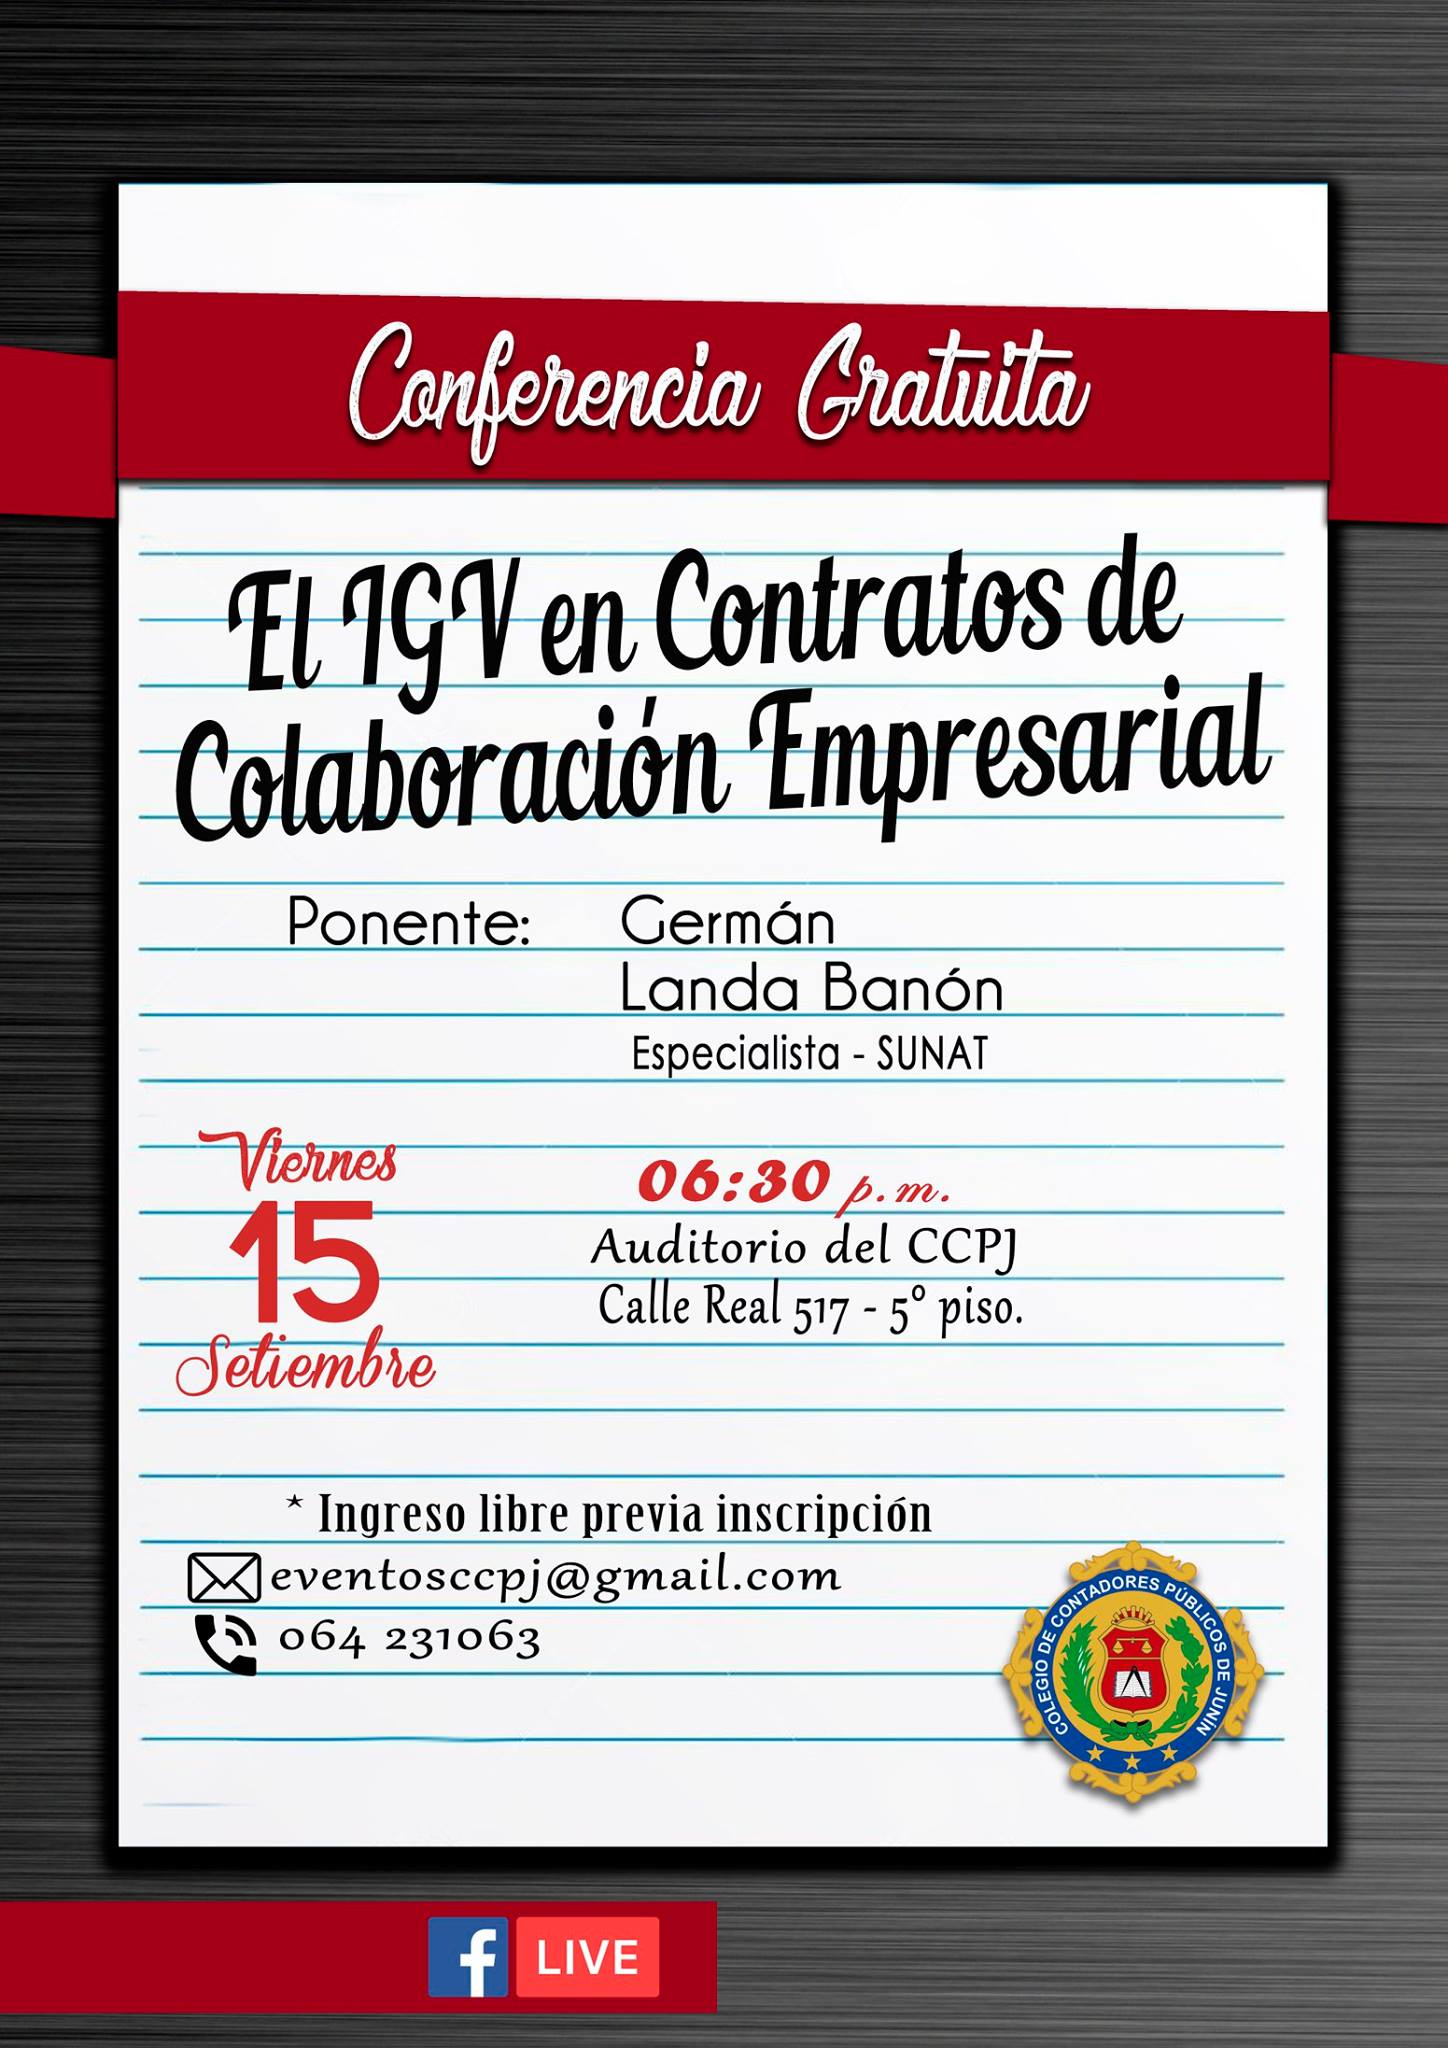 Conferencia Gratuita
El IGV en Contratos de
Colaboración Empresarial
Ponente: Germán
Landa Banón
Especialista - SUNAT
Viernes
15
Setiembre
06:30 p.m.
Auditorio del CCPJ
Calle Real 517 - 5° piso.
* Ingreso libre previa inscripción
eventosccpj@gmail.com
064 231063
COLEGIO DE CONTADORES PÚBLICOS DE JUNÍN
f LIVE